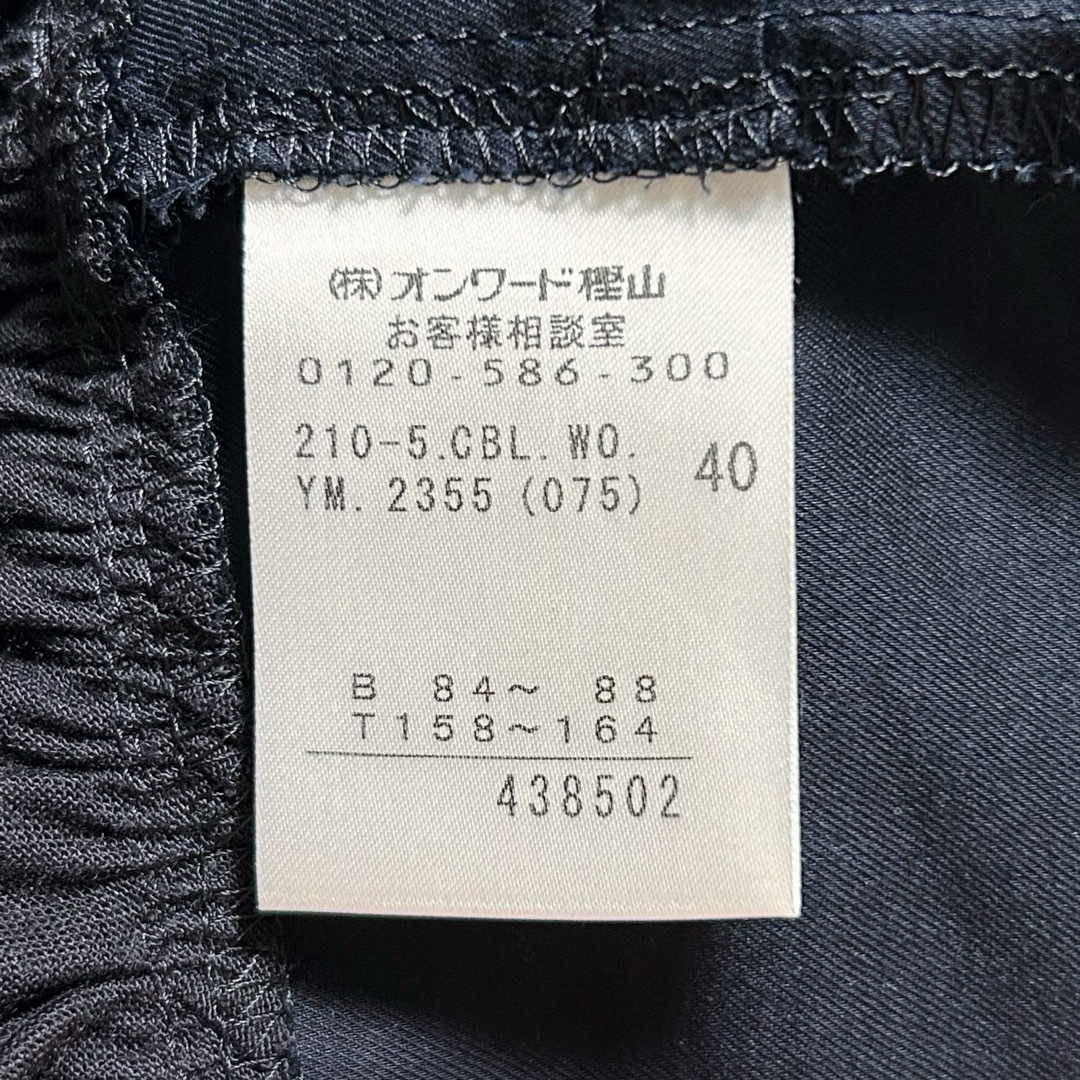 (株)オンワード樫山
お客様相談室
0120-586-300
210-5.CBL.WO.
YM.2355(075) 40
B 84～ 88
T158～164
438502